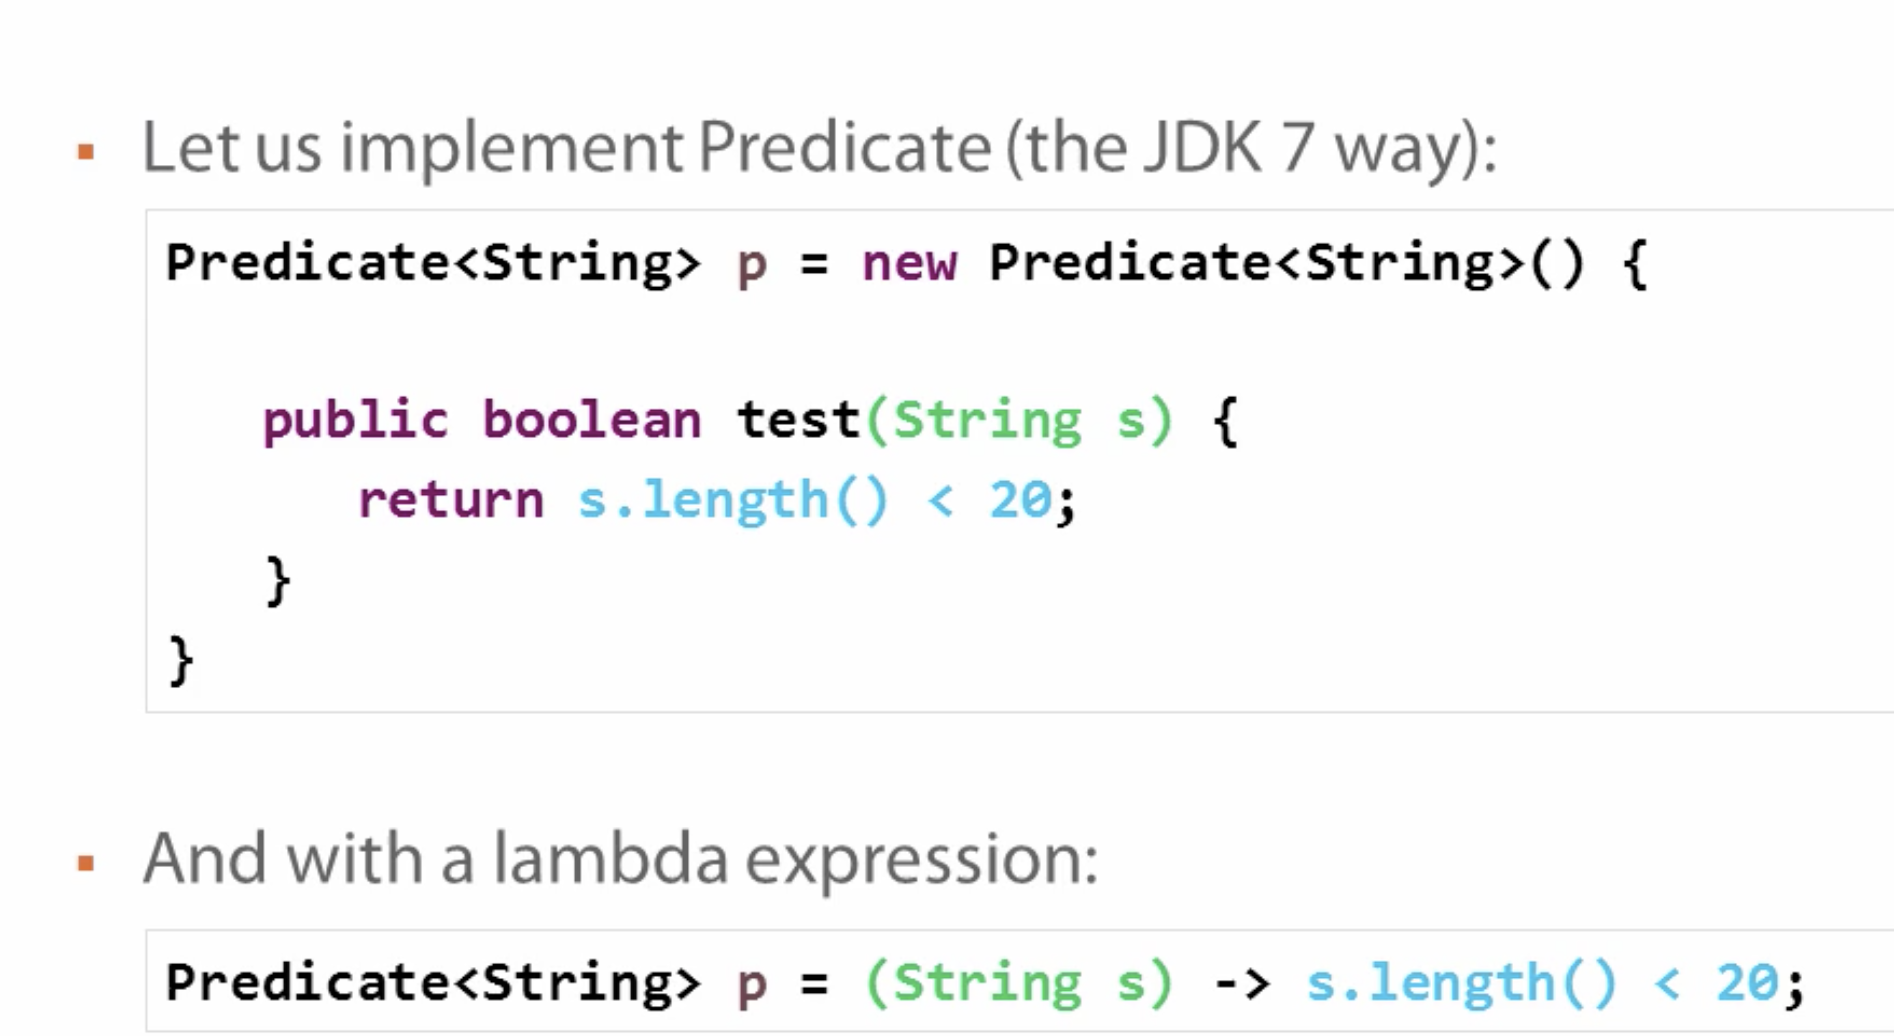 Let us implement Predicate (the JDK 7 way):
Predicate<String> p = new Predicate<String>() {
public boolean test(String s) {
return s.length() < 20;
}
}
And with a lambda expression:
Predicate<String> p = (String s) -> s.length() < 20;